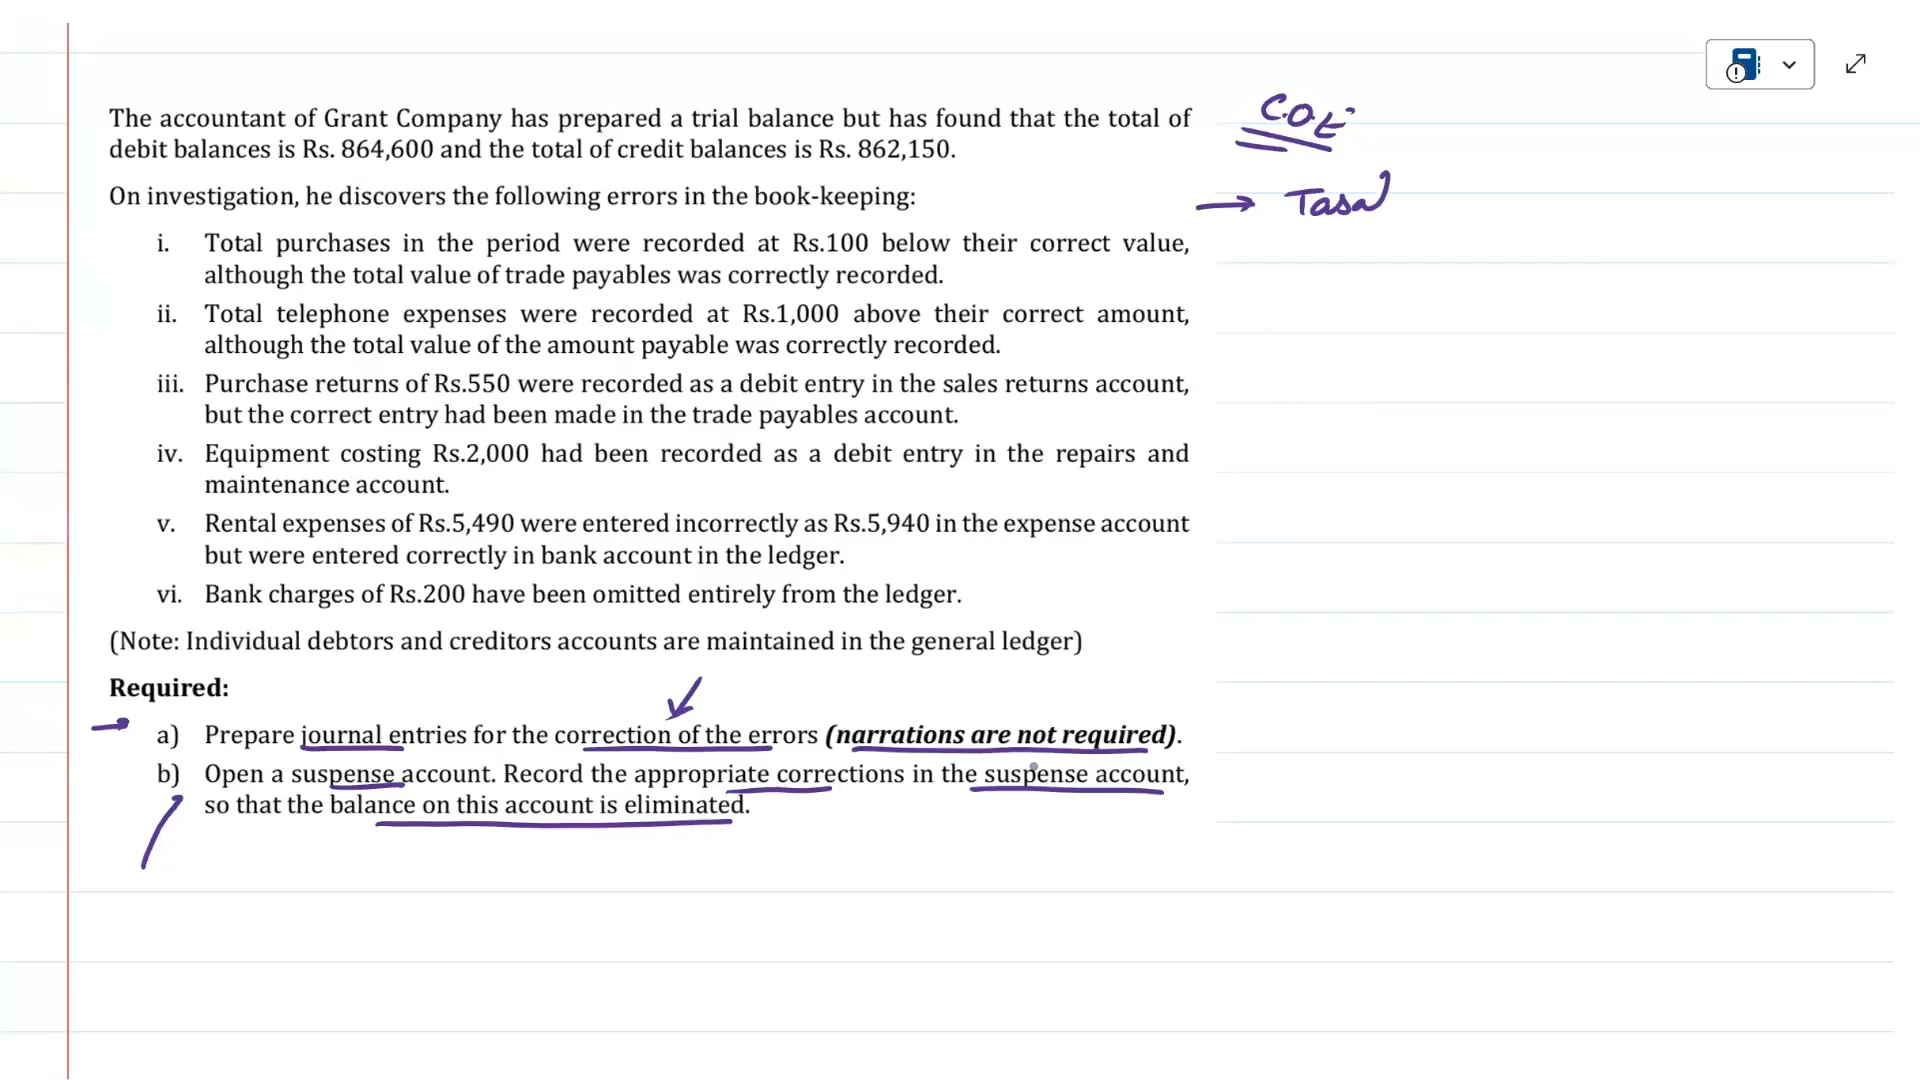 The accountant of Grant Company has prepared a trial balance but has found that the total of
debit balances is Rs. 864,600 and the total of credit balances is Rs. 862,150.
C.O.E
On investigation, he discovers the following errors in the book-keeping:
i. Total purchases in the period were recorded at Rs.100 below their correct value,
although the total value of trade payables was correctly recorded.
ii. Total telephone expenses were recorded at Rs.1,000 above their correct amount,
although the total value of the amount payable was correctly recorded.
iii. Purchase returns of Rs.550 were recorded as a debit entry in the sales returns account,
but the correct entry had been made in the trade payables account.
iv. Equipment costing Rs.2,000 had been recorded as a debit entry in the repairs and
maintenance account.
v. Rental expenses of Rs.5,490 were entered incorrectly as Rs.5,940 in the expense account
but were entered correctly in bank account in the ledger.
vi. Bank charges of Rs.200 have been omitted entirely from the ledger.
(Note: Individual debtors and creditors accounts are maintained in the general ledger)
Required:
a) Prepare journal entries for the correction of the errors (narrations are not required).
b) Open a suspense account. Record the appropriate corrections in the suspense account,
so that the balance on this account is eliminated.